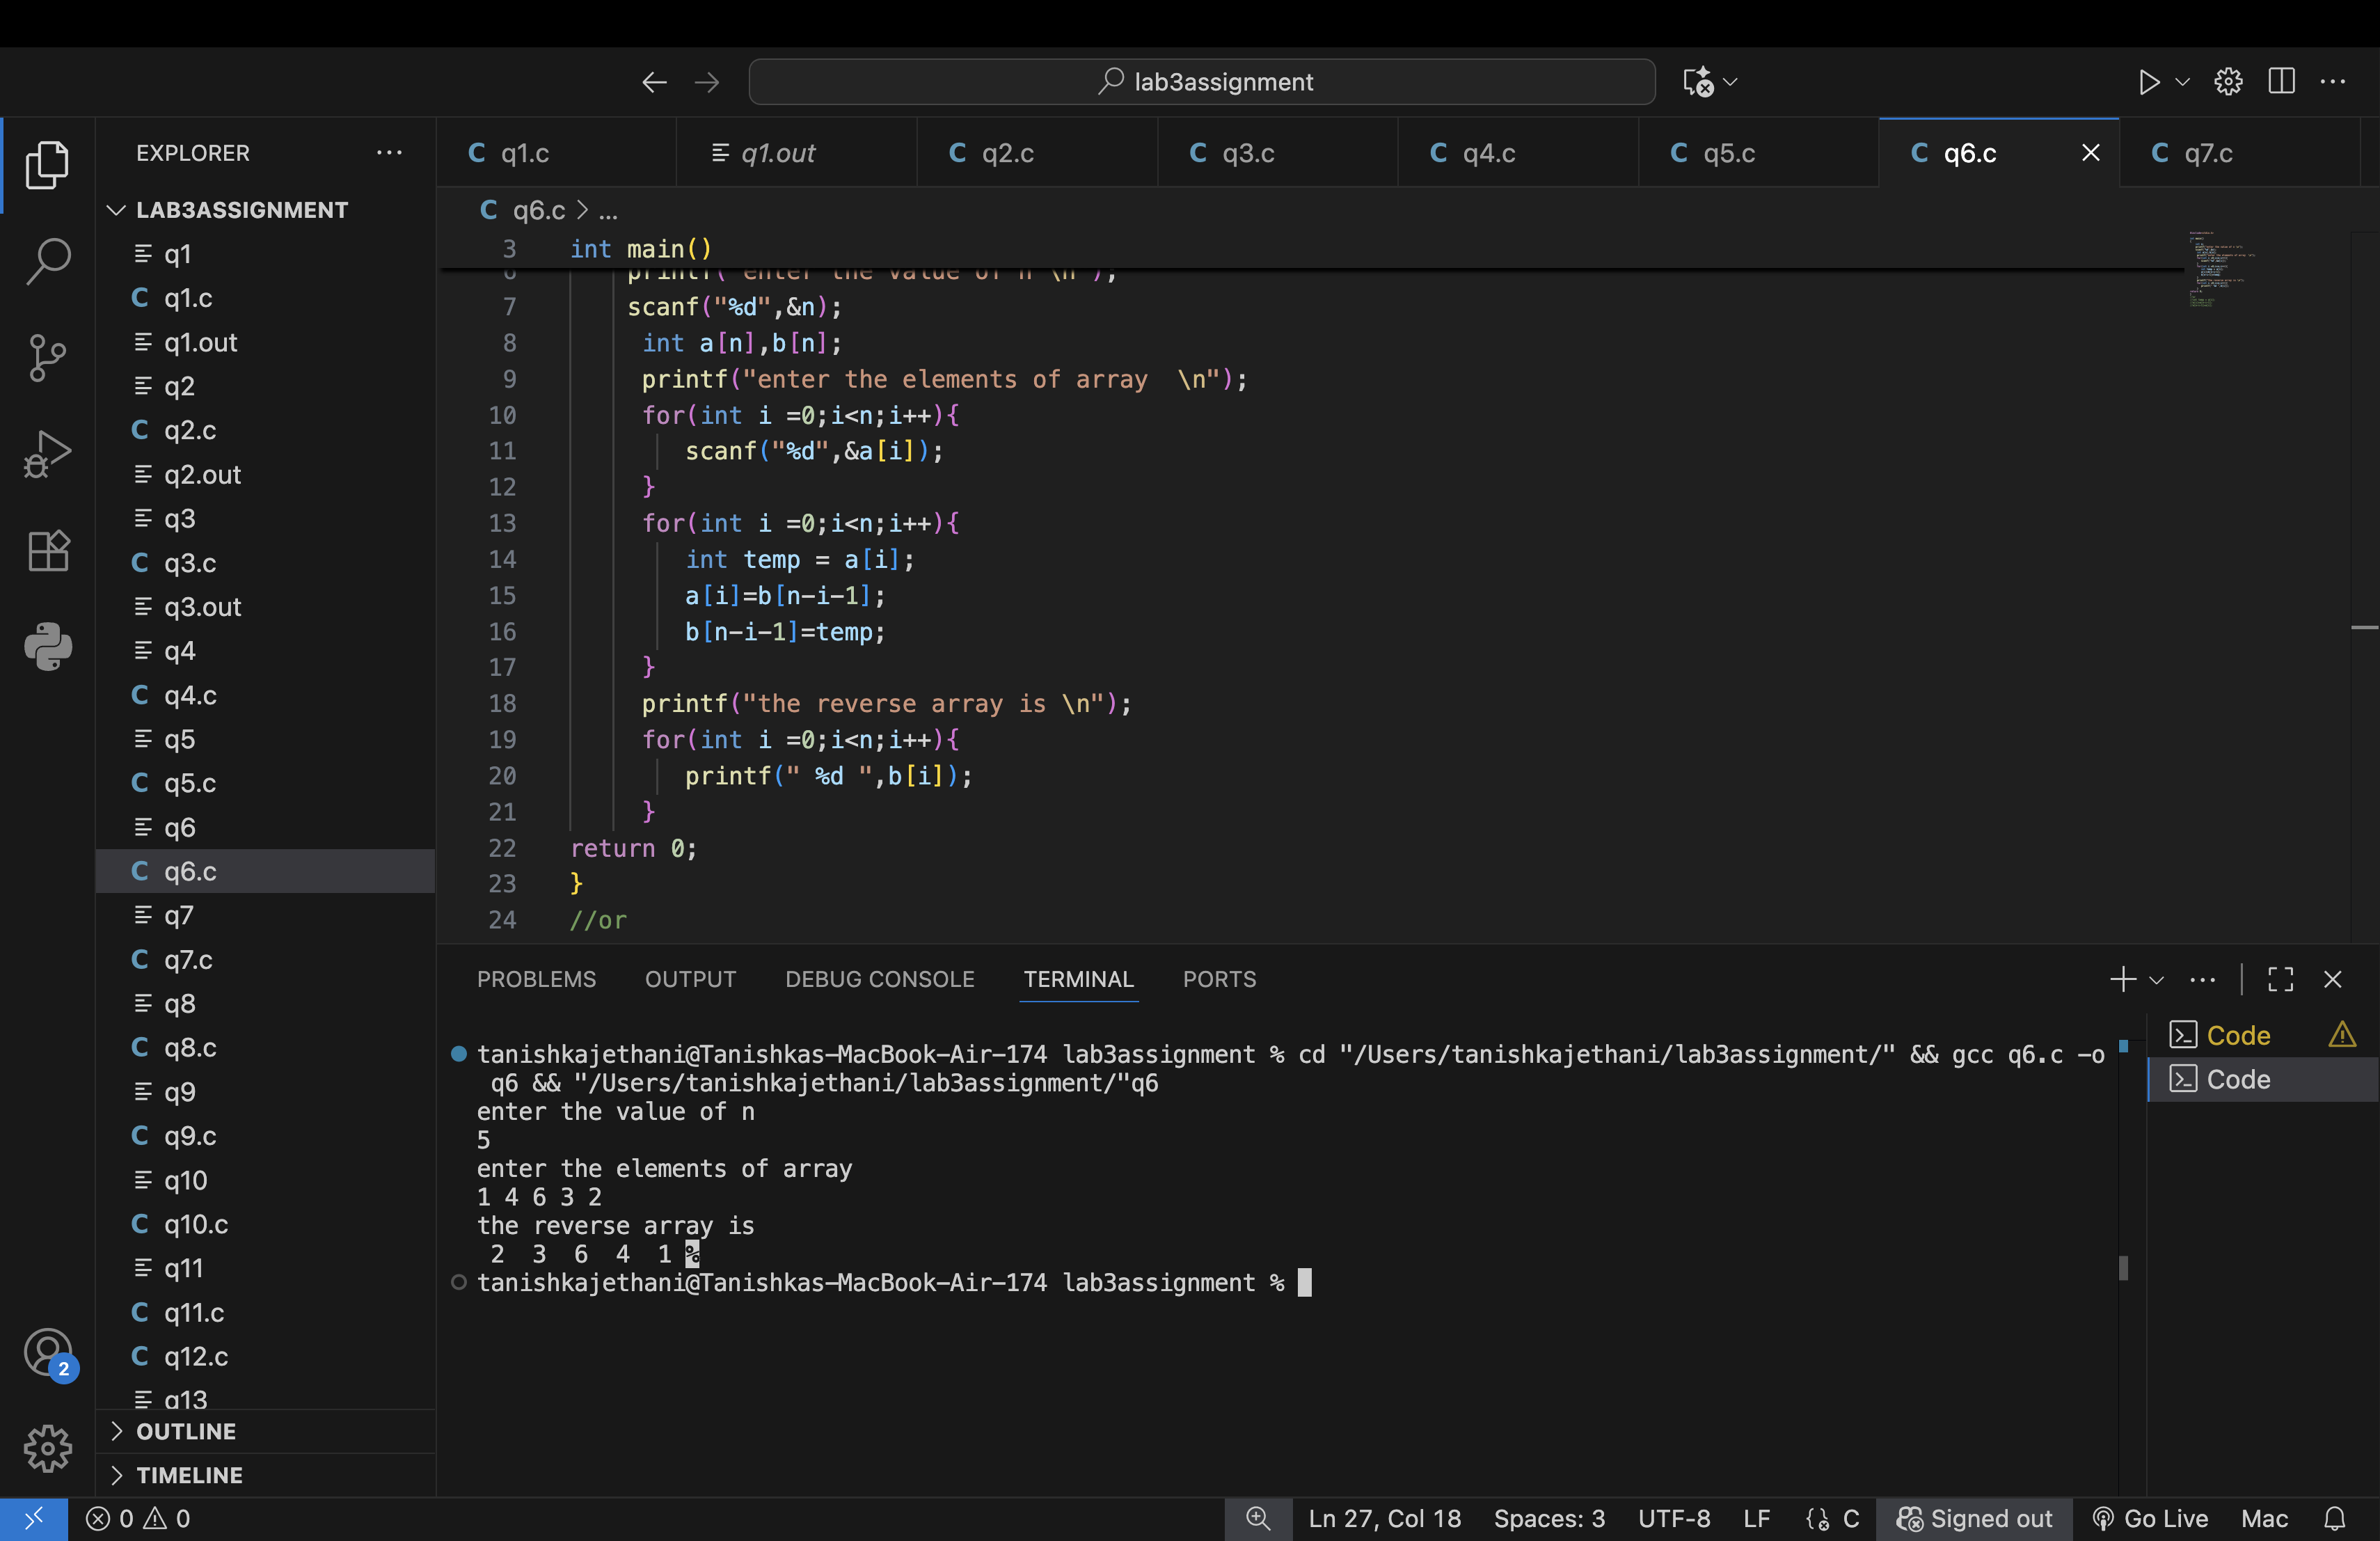 lab3assignment
EXPLORER
LAB3ASSIGNMENT
q1
C q1.c
q1.out
q2
C q2.c
q2.out
q3
C q3.c
q3.out
q4
C q4.c
q5
C q5.c
q6
C q6.c
q7
C q7.c
q8
C q8.c
q9
C q9.c
q10
C q10.c
q11
C q11.c
C q12.c
q13
OUTLINE
TIMELINE
2
C q1.c q1.out C q2.c C q3.c C q4.c C q5.c C q6.c C q7.c
C q6.c > ...
3 int main()
6 printf(" enter the value of n \n");
7 scanf("%d",&n);
8 int a[n],b[n];
9 printf("enter the elements of array  \n");
10 for(int i =0;i<n;i++){
11 scanf("%d",&a[i]);
12 }
13 for(int i =0;i<n;i++){
14 int temp = a[i];
15 a[i]=b[n-i-1];
16 b[n-i-1]=temp;
17 }
18 printf("the reverse array is \n");
19 for(int i =0;i<n;i++){
20 printf(" %d ",b[i]);
21 }
22 return 0;
23 }
24 //or
PROBLEMS OUTPUT DEBUG CONSOLE TERMINAL PORTS
tanishkajethani@Tanishkas-MacBook-Air-174 lab3assignment % cd "/Users/tanishkajethani/lab3assignment/" && gcc q6.c -o
q6 && "/Users/tanishkajethani/lab3assignment/"q6
enter the value of n
5
enter the elements of array
1 4 6 3 2
the reverse array is
2  3  6  4  1 %
tanishkajethani@Tanishkas-MacBook-Air-174 lab3assignment %
Code
Code
0 0 Ln 27, Col 18 Spaces: 3 UTF-8 LF C Signed out Go Live Mac